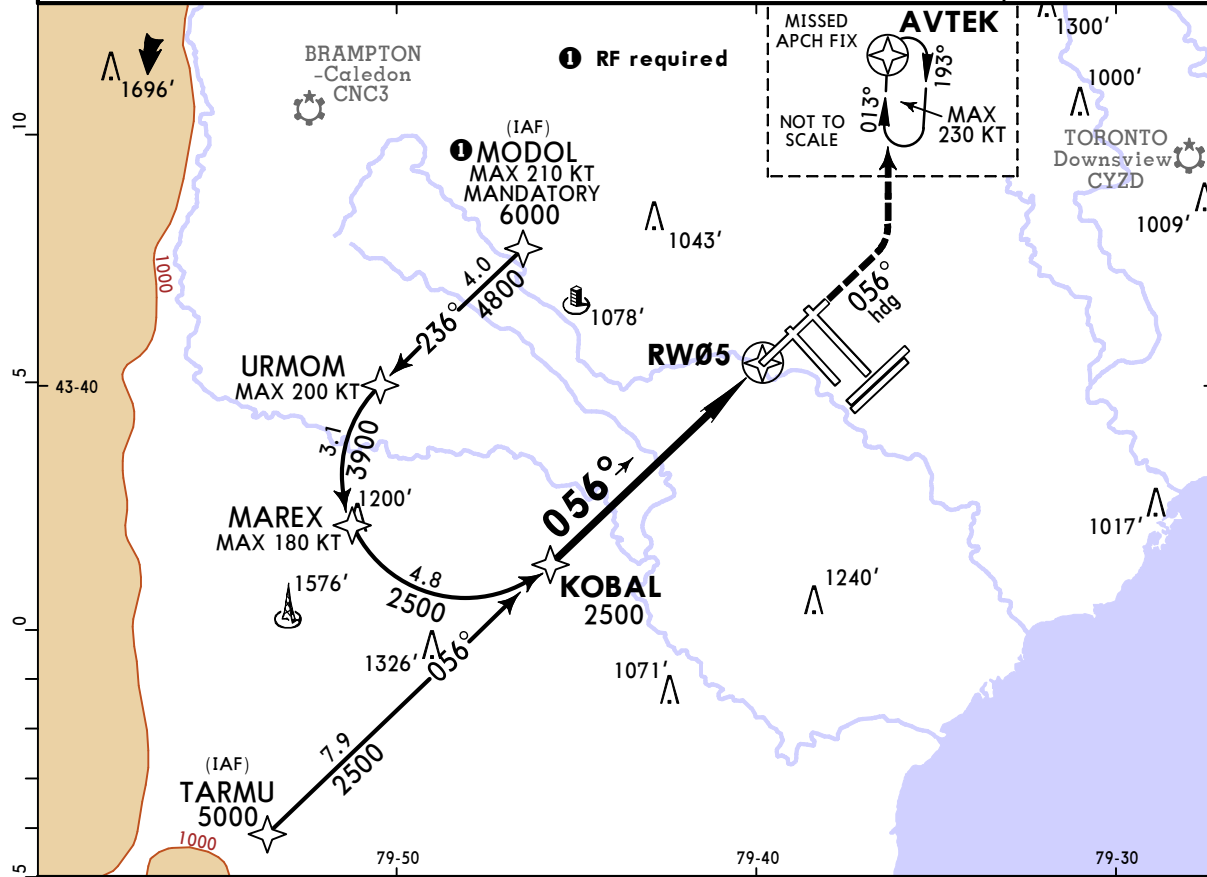 MISSED
APCH FIX
AVTEK
1300'
1696'
BRAMPTON
-Caledon
CNC3
1 RF required
193°
013°
MAX
230 KT
NOT TO
SCALE
1000'
10
(IAF)
1 MODOL
MAX 210 KT
MANDATORY
6000
TORONTO
Downsview
CYZD
1009'
1043'
1000
4.0
4800
236°
1078'
056°
hdg
RWØ5
URMOM
MAX 200 KT
5
43-40
3.1
3900
1200'
056°
MAREX
MAX 180 KT
1017'
1576'
4.8
2500
KOBAL
2500
1240'
0
1326'
056°
1071'
7.9
2500
(IAF)
TARMU
5000
1000
79-50
79-40
79-30
5